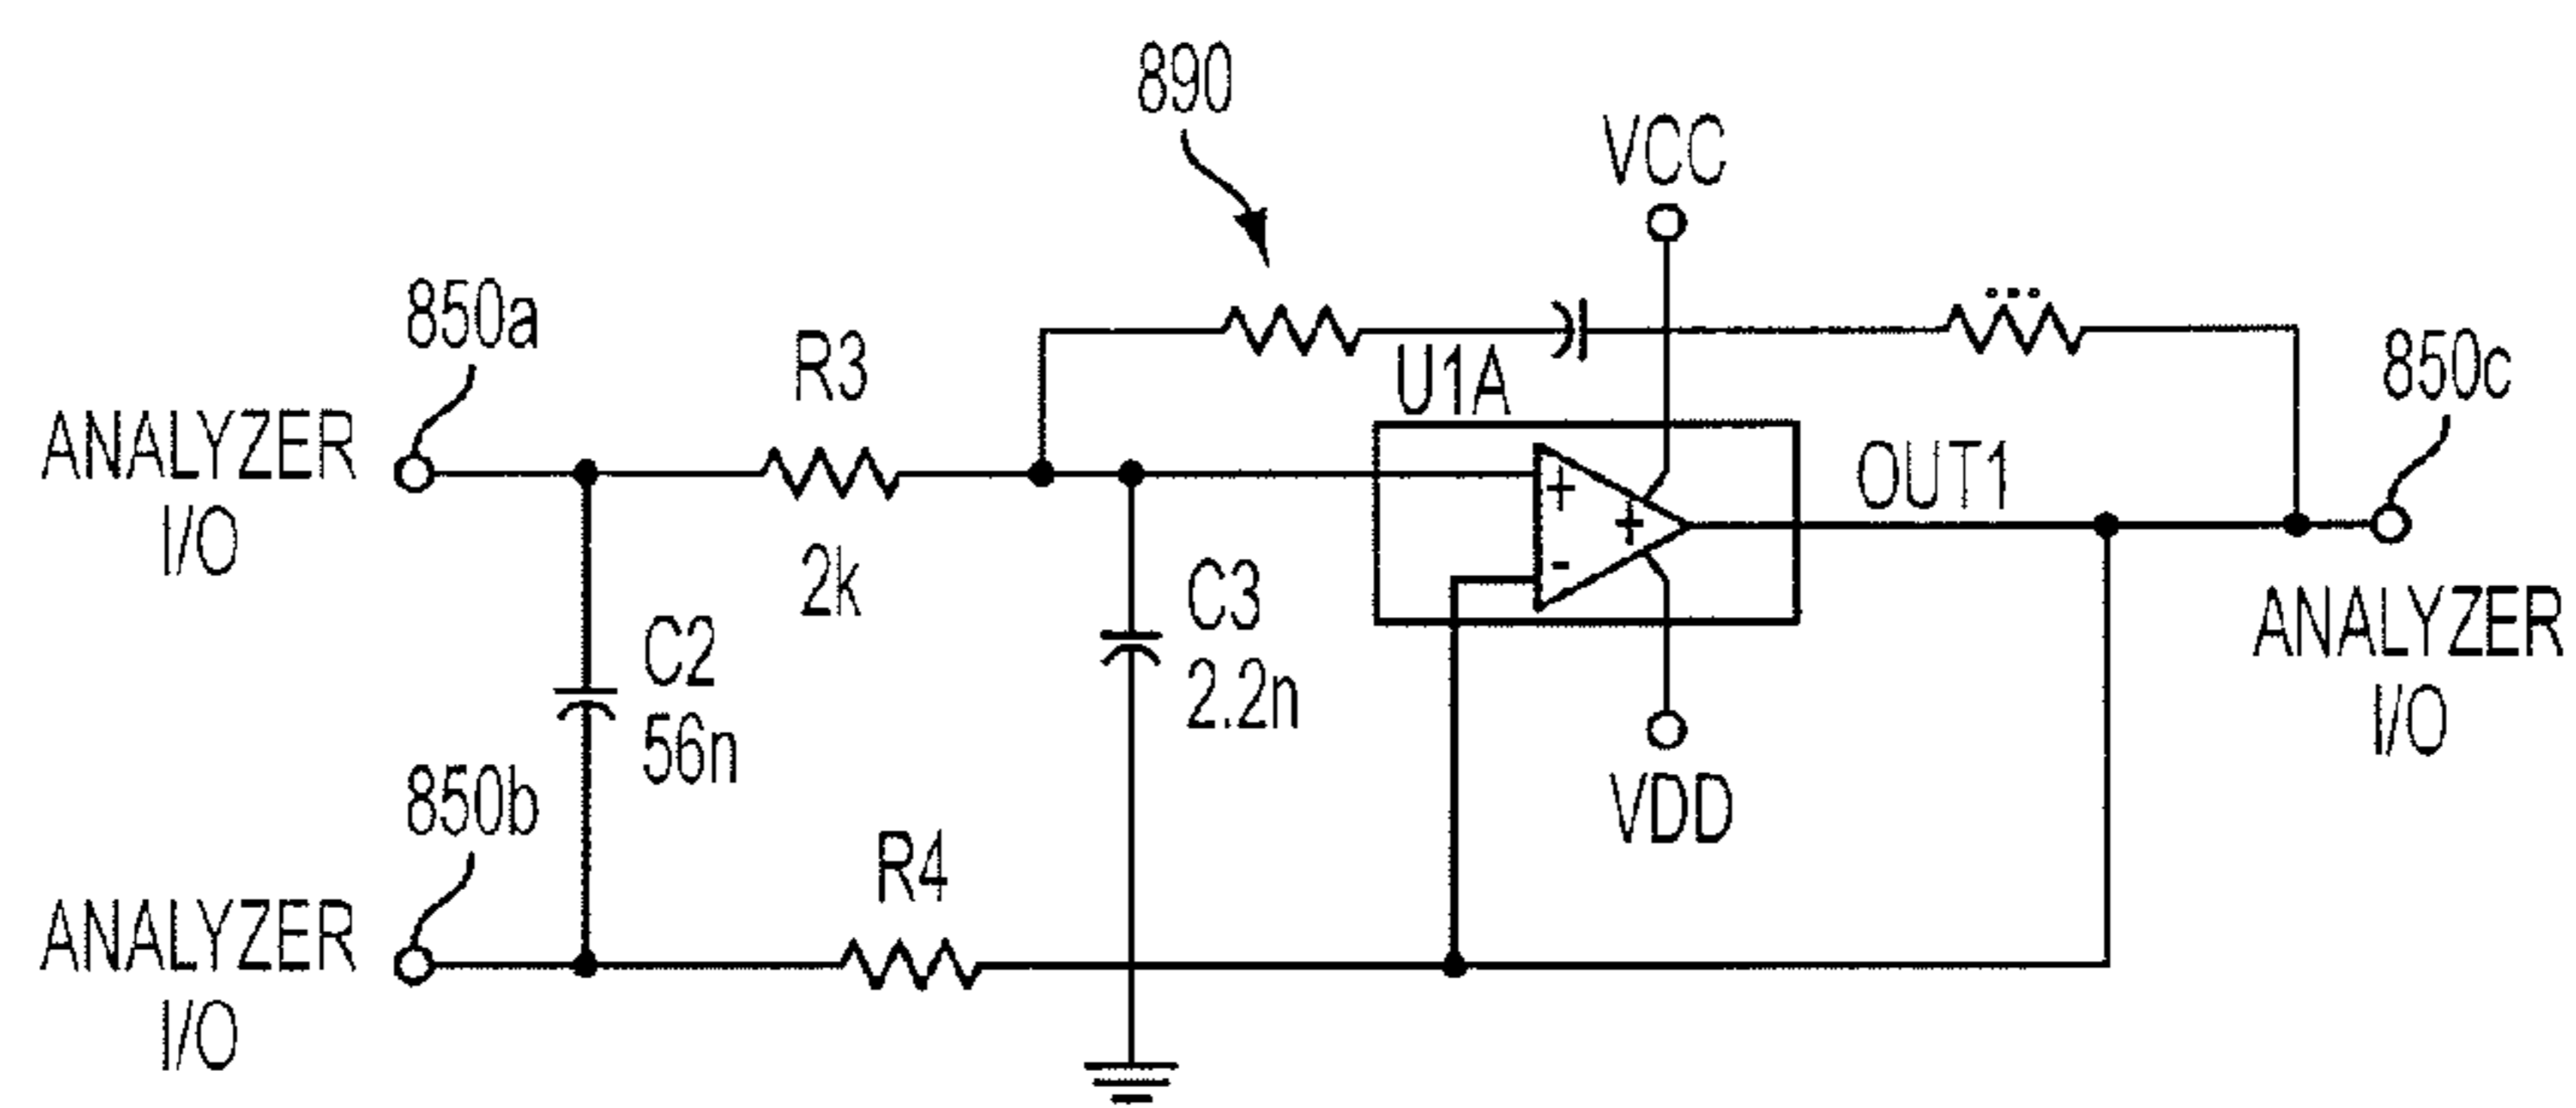 890
VCC
850a
R3
U1A
850c
ANALYZER
I/O
OUT1
2k
C3
2.2n
ANALYZER
I/O
C2
56n
850b
VDD
R4
ANALYZER
I/O